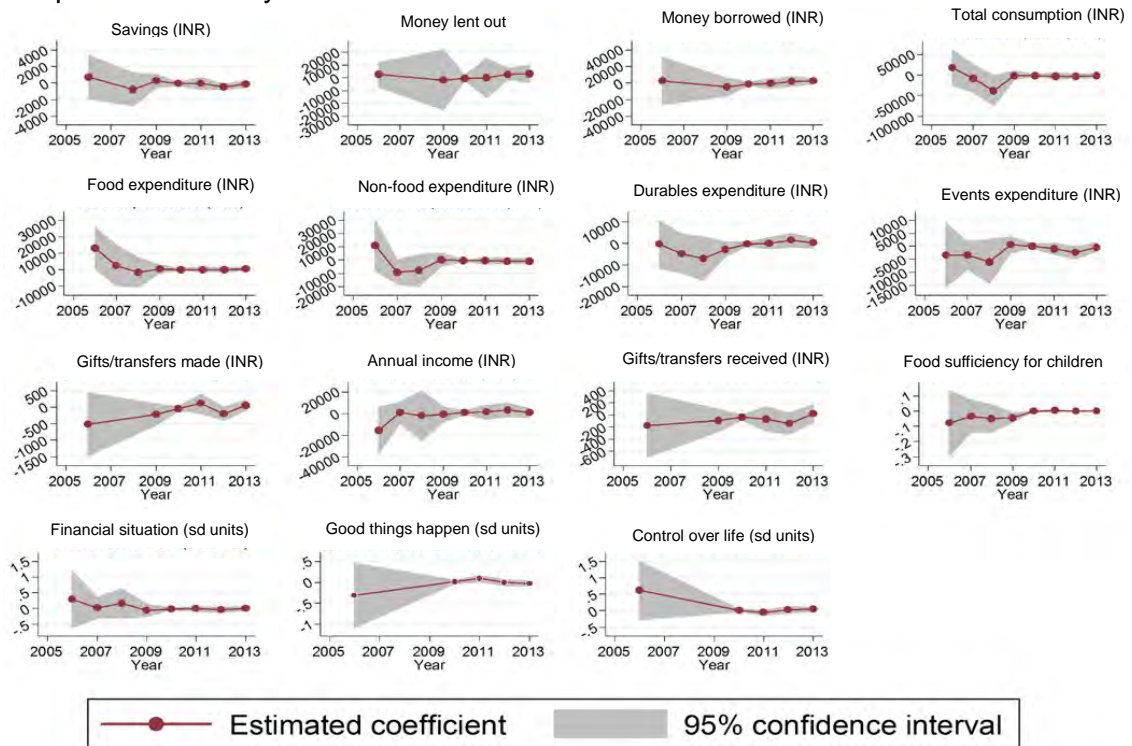 Savings (INR)
4000
2000
0
-2000
-4000
2005 2007 2009 2011 2013
Year
Money lent out
20000
10000
0
-10000
-20000
-30000
2005 2007 2009 2011 2013
Year
Money borrowed (INR)
40000
20000
0
-20000
-40000
2005 2007 2009 2011 2013
Year
Total consumption (INR)
50000
0
-50000
-100000
2005 2007 2009 2011 2013
Year
Food expenditure (INR)
30000
20000
10000
0
-10000
2005 2007 2009 2011 2013
Year
Non-food expenditure (INR)
30000
20000
10000
-10000
-20000
2005 2007 2009 2011 2013
Year
Durables expenditure (INR)
10000
0
-10000
-20000
2005 2007 2009 2011 2013
Year
Events expenditure (INR)
10000
5000
0
-5000
-10000
-15000
2005 2007 2009 2011 2013
Year
Gifts/transfers made (INR)
500
0
-500
-1000
-1500
2005 2007 2009 2011 2013
Year
Annual income (INR)
20000
0
-20000
-40000
2005 2007 2009 2011 2013
Year
Gifts/transfers received (INR)
400
200
0
-200
-400
-600
2005 2007 2009 2011 2013
Year
Food sufficiency for children
.1
0
-.1
-.2
-.3
2005 2007 2009 2011 2013
Year
Financial situation (sd units)
1.5
1
.5
0
-.5
2005 2007 2009 2011 2013
Year
Good things happen (sd units)
.5
0
-.5
-1
2005 2007 2009 2011 2013
Year
Control over life (sd units)
1.5
1
.5
0
-.5
2005 2007 2009 2011 2013
Year
Estimated coefficient 95% confidence interval